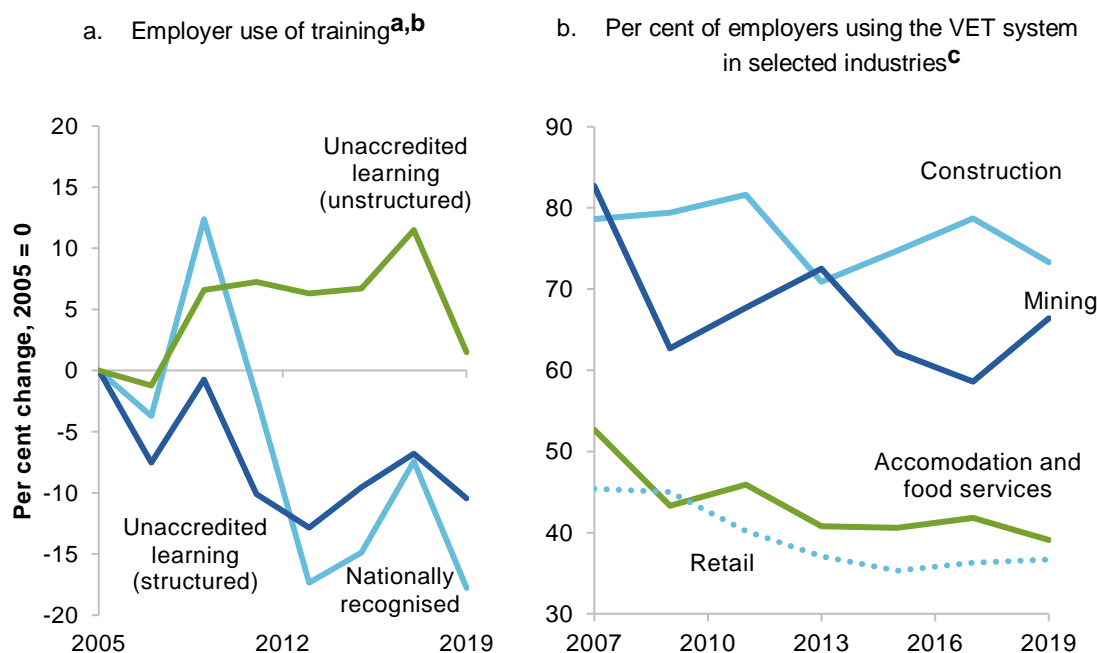 a. Employer use of training a,b
Per cent change, 2005 = 0
20
15
10
5
0
-5
-10
-15
-20
2005
2012
2019
Unaccredited
learning
(unstructured)
Unaccredited
learning
(structured)
Nationally
recognised
b. Per cent of employers using the VET system
in selected industries c
90
80
70
60
50
40
30
2007
2010
2013
2016
2019
Construction
Mining
Accomodation and
food services
Retail